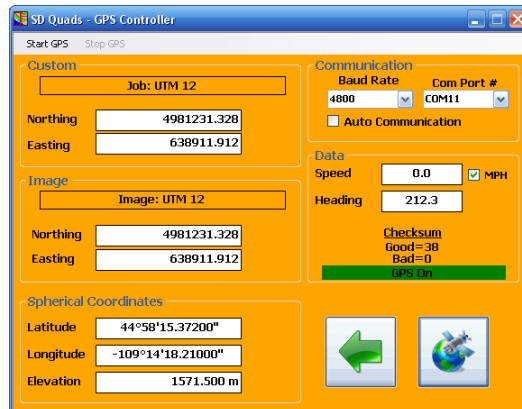 SD Quads - GPS Controller
Start GPS Stop GPS
Custom
Job: UTM 12
Northing 4981231.328
Easting 638911.912
Image
Image: UTM 12
Northing 4981231.328
Easting 638911.912
Spherical Coordinates
Latitude 44°58'15.37200"
Longitude -109°14'18.21000"
Elevation 1571.500 m
Communication
Baud Rate Com Port #
4800 COM11
Auto Communication
Data
Speed 0.0 MPH
Heading 212.3
Checksum
Good=38
Bad=0
GPS On